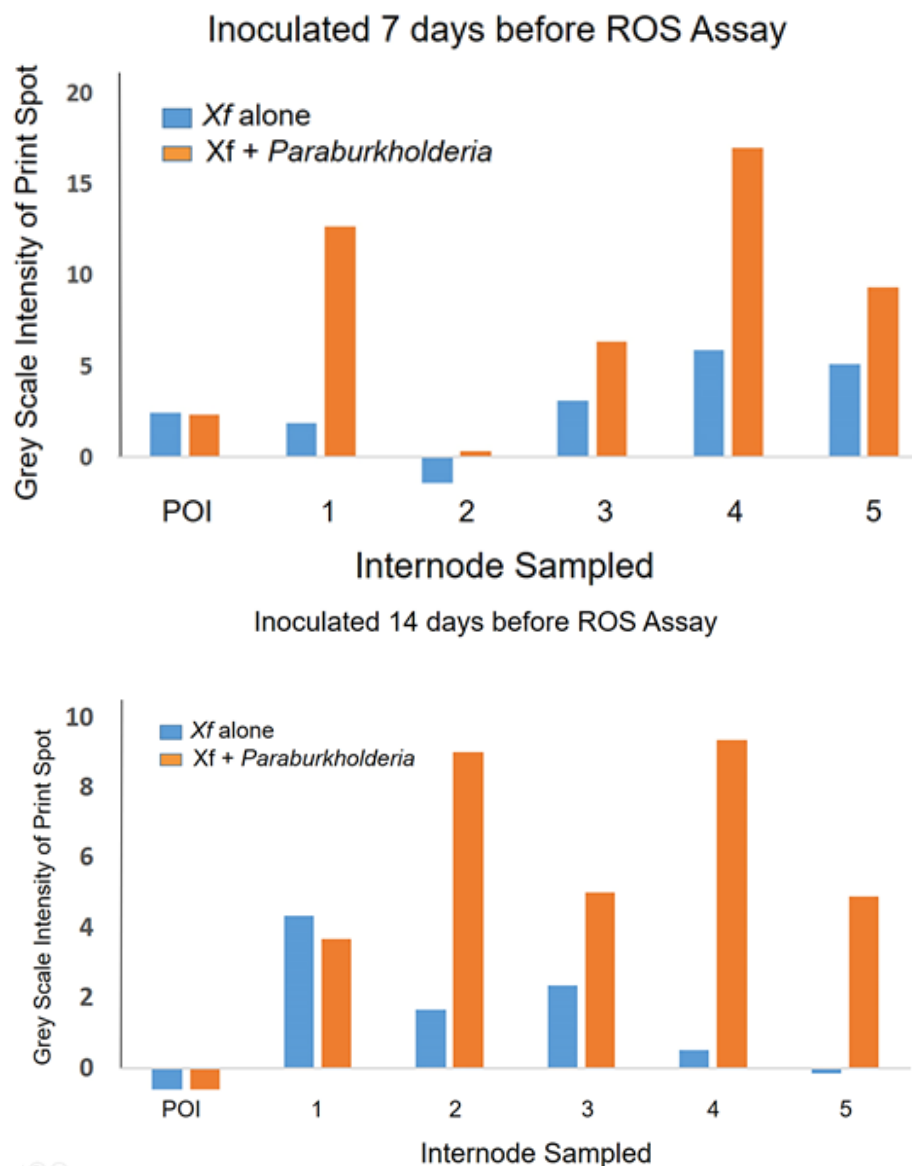 Inoculated 7 days before ROS Assay
Grey Scale Intensity of Print Spot
20
15
10
5
0
Xf alone
Xf + Paraburkholderia
POI 1 2 3 4 5
Internode Sampled
Inoculated 14 days before ROS Assay
Grey Scale Intensity of Print Spot
10
8
6
4
2
0
Xf alone
Xf + Paraburkholderia
POI 1 2 3 4 5
Internode Sampled